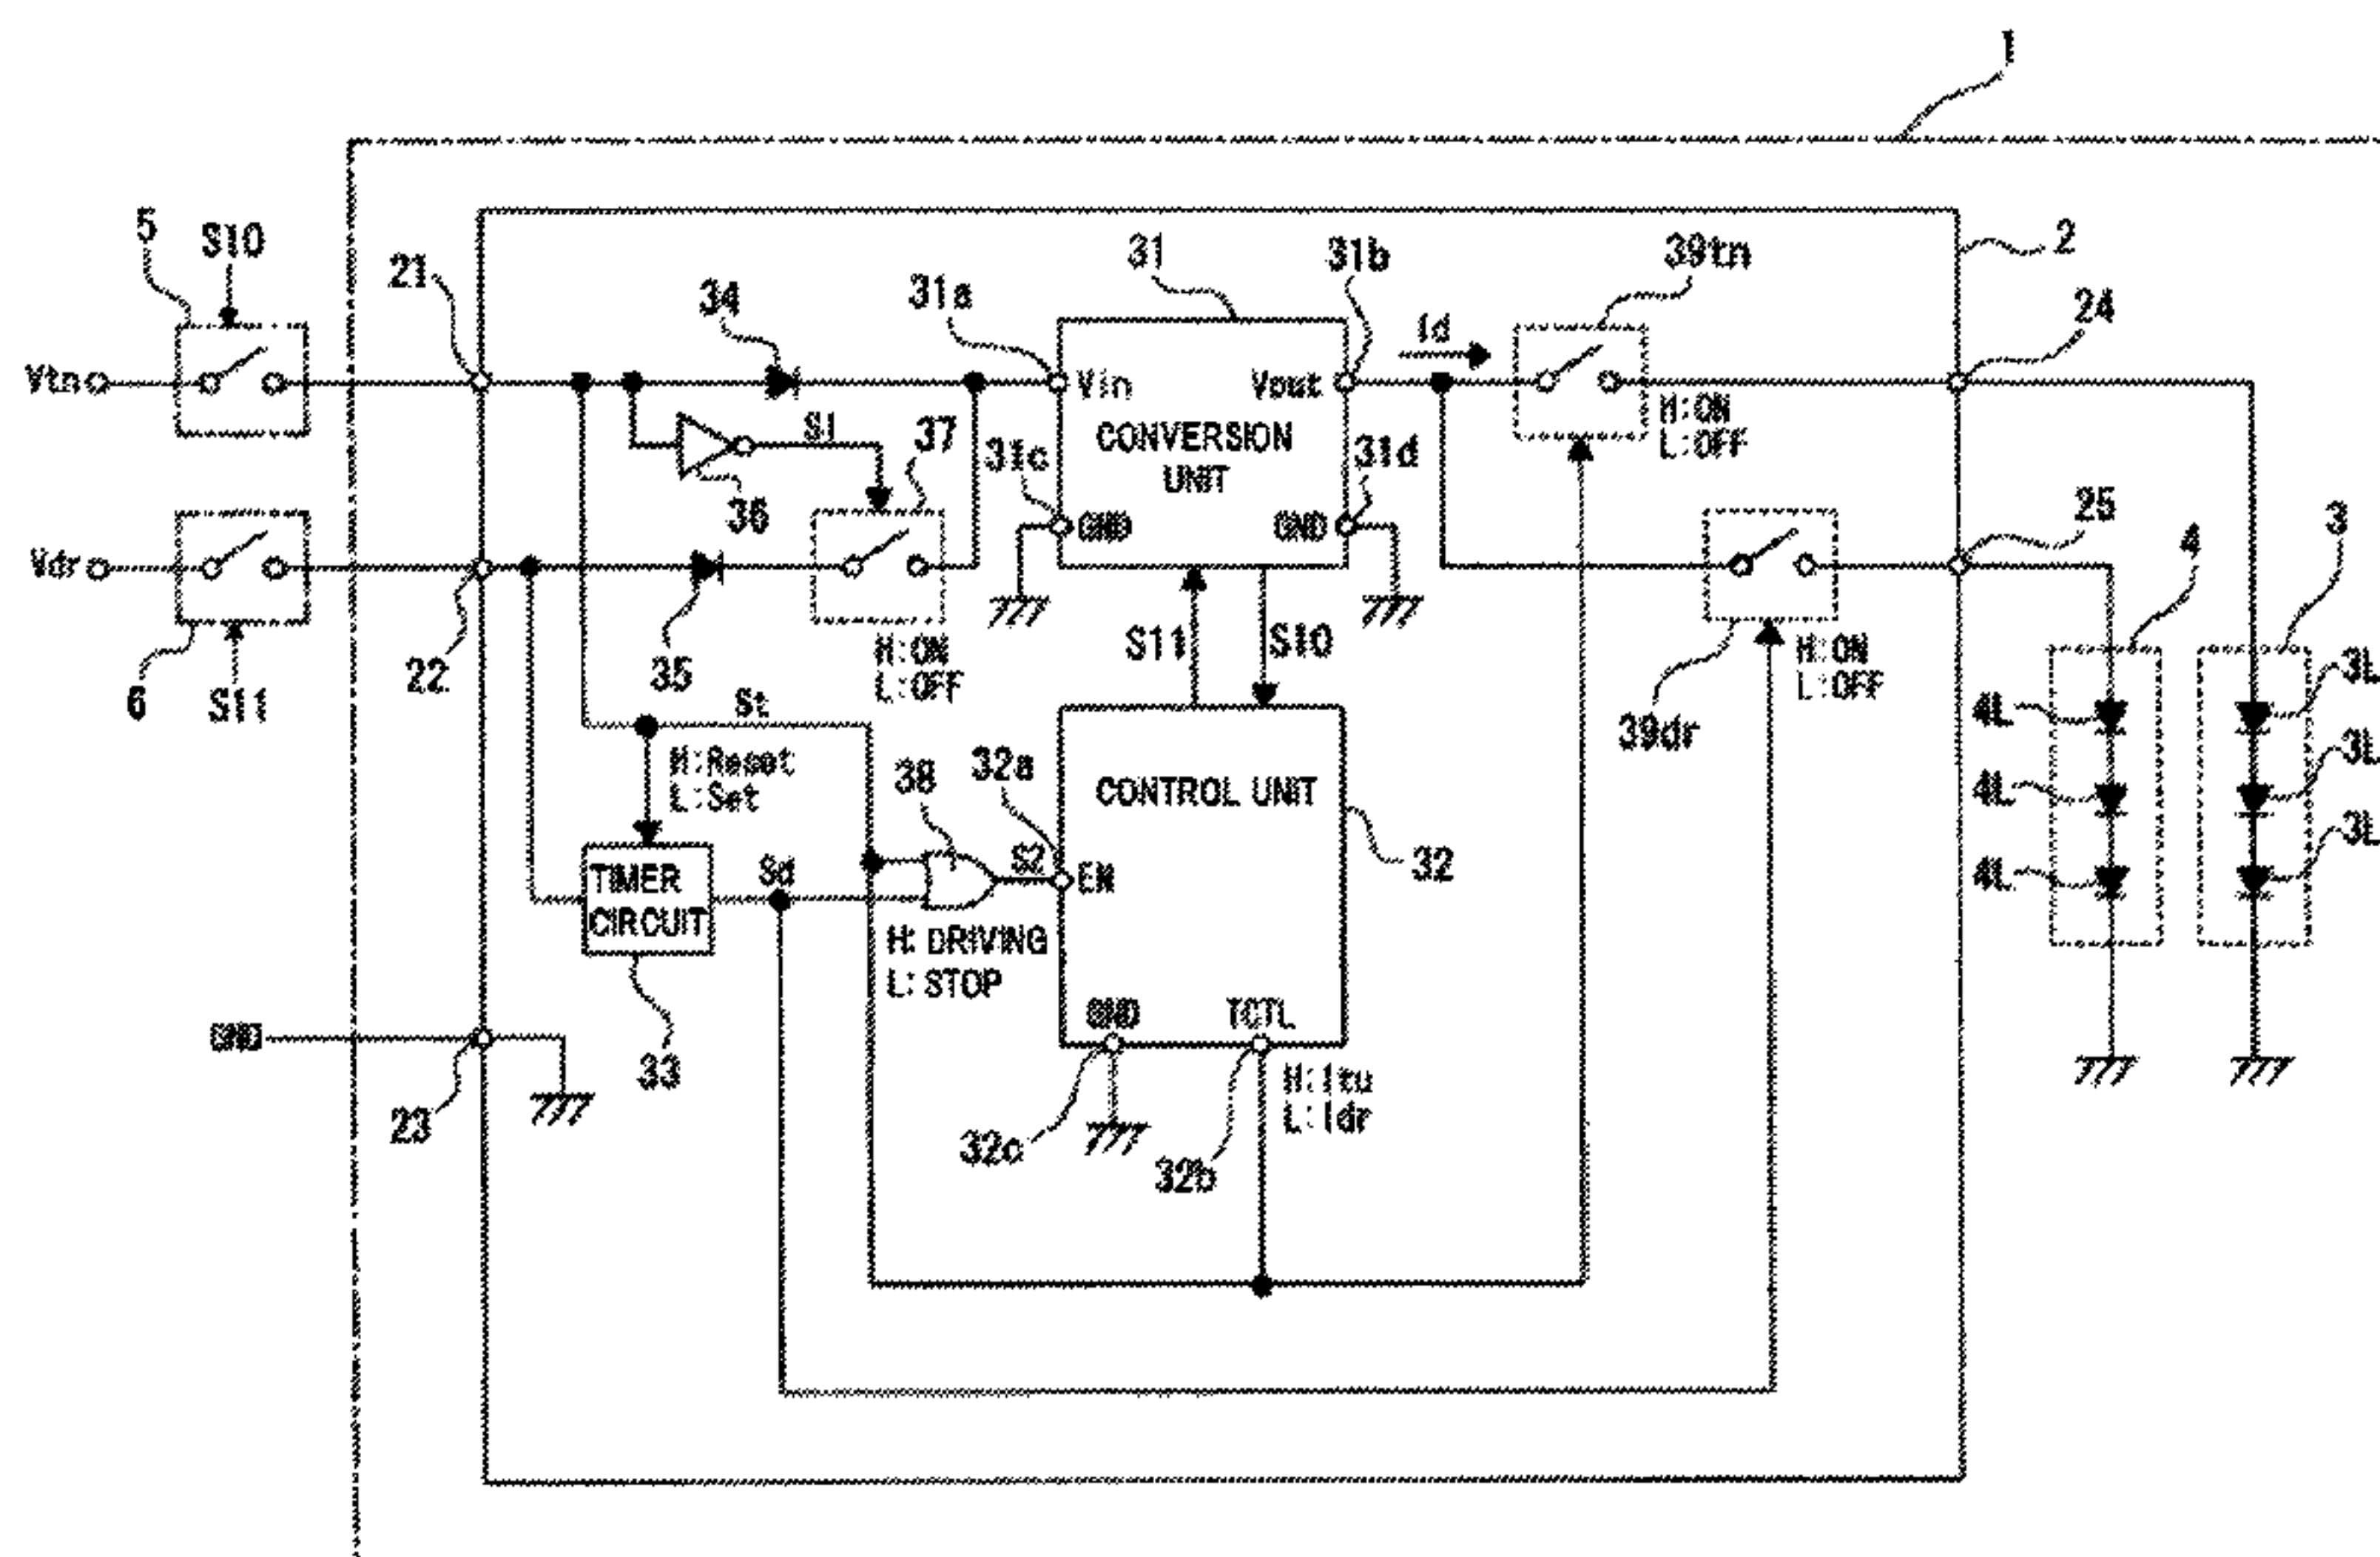 1
5
S10
21
34
31a
31
31b
39tn
2
24
Id
Vtn
Vin
Vout
CONVERSION
UNIT
S1
37
31c
31d
36
GND
GND
H:ON
L:OFF
25
4
3
Vdr
6
S11
22
35
H:ON
L:OFF
S11
S10
39dr
H:ON
L:OFF
4L
3L
4L
3L
4L
3L
St
H:Reset
L:Set
38
32a
CONTROL UNIT
32
TIMER
CIRCUIT
Sd
S2
EN
H: DRIVING
L: STOP
33
GND
TCTL
GND
23
32c
32b
H:Itu
L:Idr